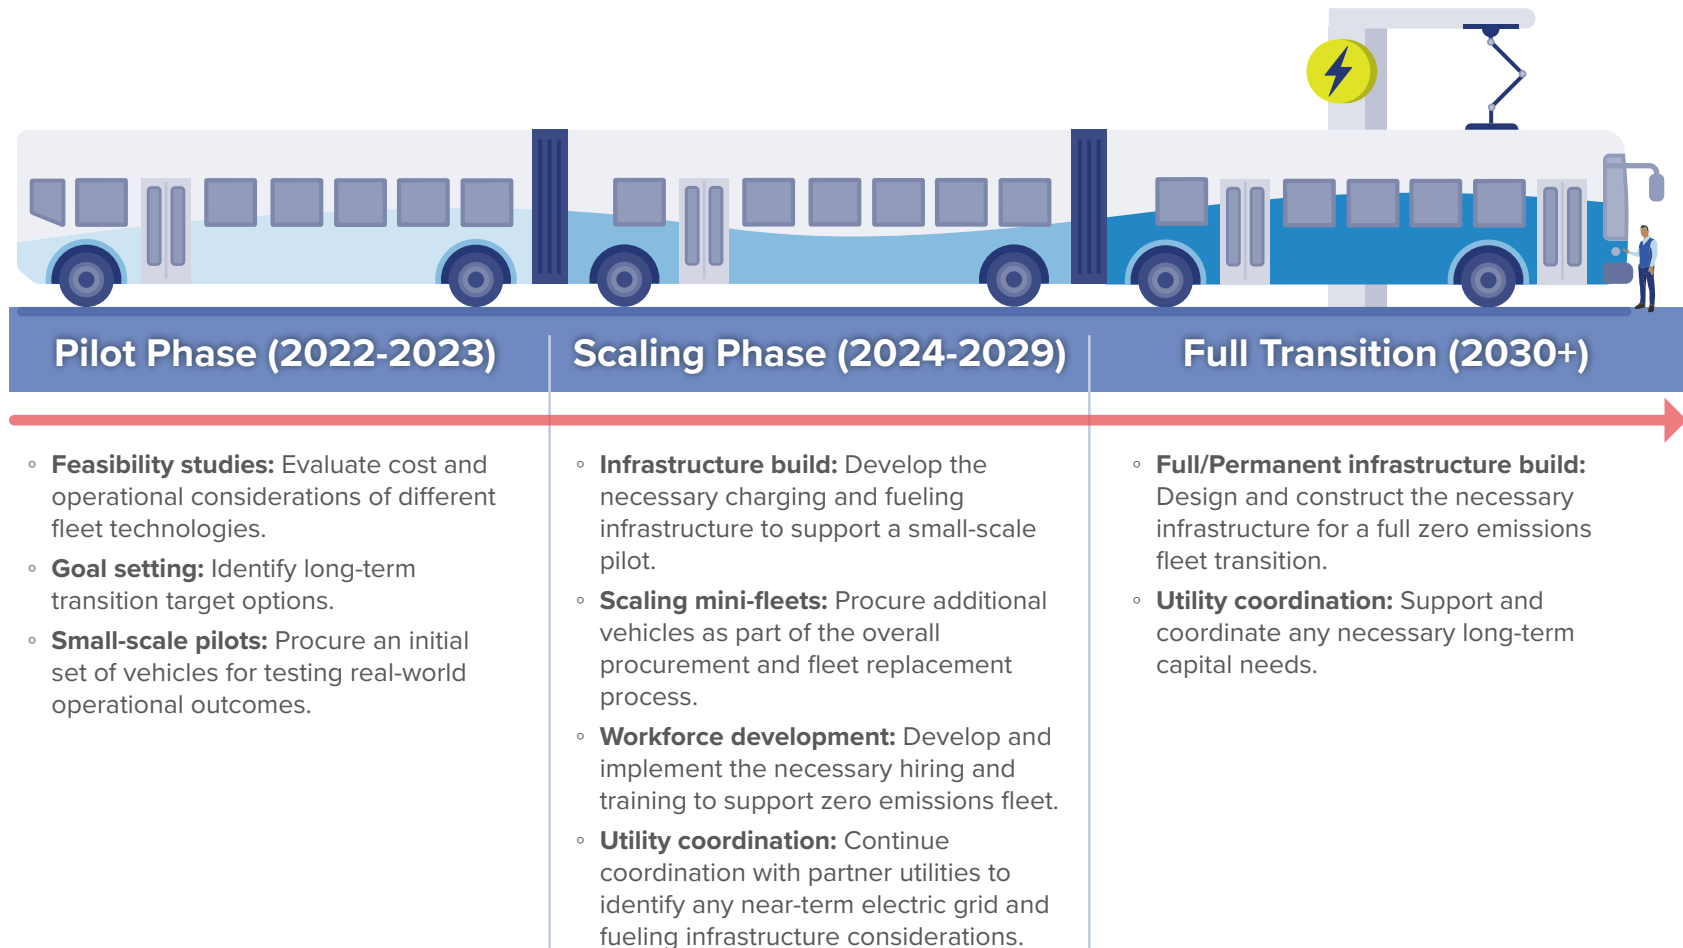 Pilot Phase (2022-2023)
Scaling Phase (2024-2029)
Full Transition (2030+)
◦ Feasibility studies: Evaluate cost and
operational considerations of different
fleet technologies.
◦ Goal setting: Identify long-term
transition target options.
◦ Small-scale pilots: Procure an initial
set of vehicles for testing real-world
operational outcomes.
◦ Infrastructure build: Develop the
necessary charging and fueling
infrastructure to support a small-scale
pilot.
◦ Scaling mini-fleets: Procure additional
vehicles as part of the overall
procurement and fleet replacement
process.
◦ Workforce development: Develop and
implement the necessary hiring and
training to support zero emissions fleet.
◦ Utility coordination: Continue
coordination with partner utilities to
identify any near-term electric grid and
fueling infrastructure considerations.
◦ Full/Permanent infrastructure build:
Design and construct the necessary
infrastructure for a full zero emissions
fleet transition.
◦ Utility coordination: Support and
coordinate any necessary long-term
capital needs.